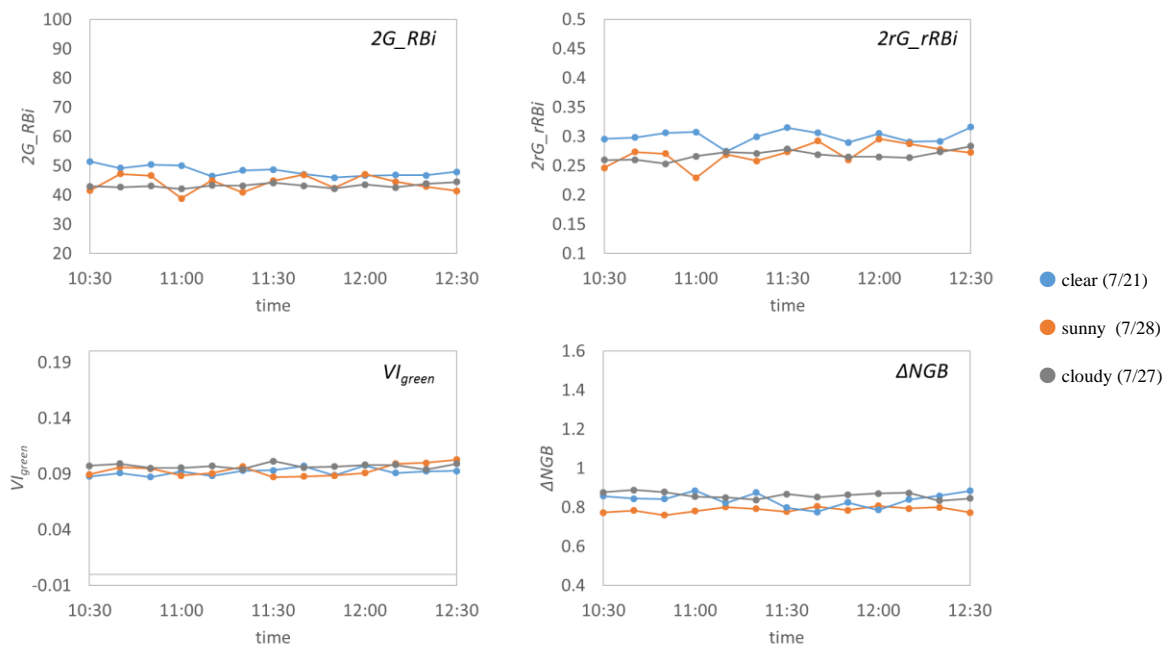 2G_RBi
100
90
80
70
60
50
40
30
20
2G_RBi
10:30 11:00 11:30 12:00 12:30
time
2rG_rRBi
0.5
0.45
0.4
0.35
0.3
0.25
0.2
0.15
0.1
2rG_rRBi
10:30 11:00 11:30 12:00 12:30
time
VIgreen
0.19
0.14
0.09
0.04
-0.01
VIgreen
10:30 11:00 11:30 12:00 12:30
time
ΔNGB
1.6
1.4
1.2
1
0.8
0.6
0.4
ΔNGB
10:30 11:00 11:30 12:00 12:30
time
clear (7/21)
sunny (7/28)
cloudy (7/27)